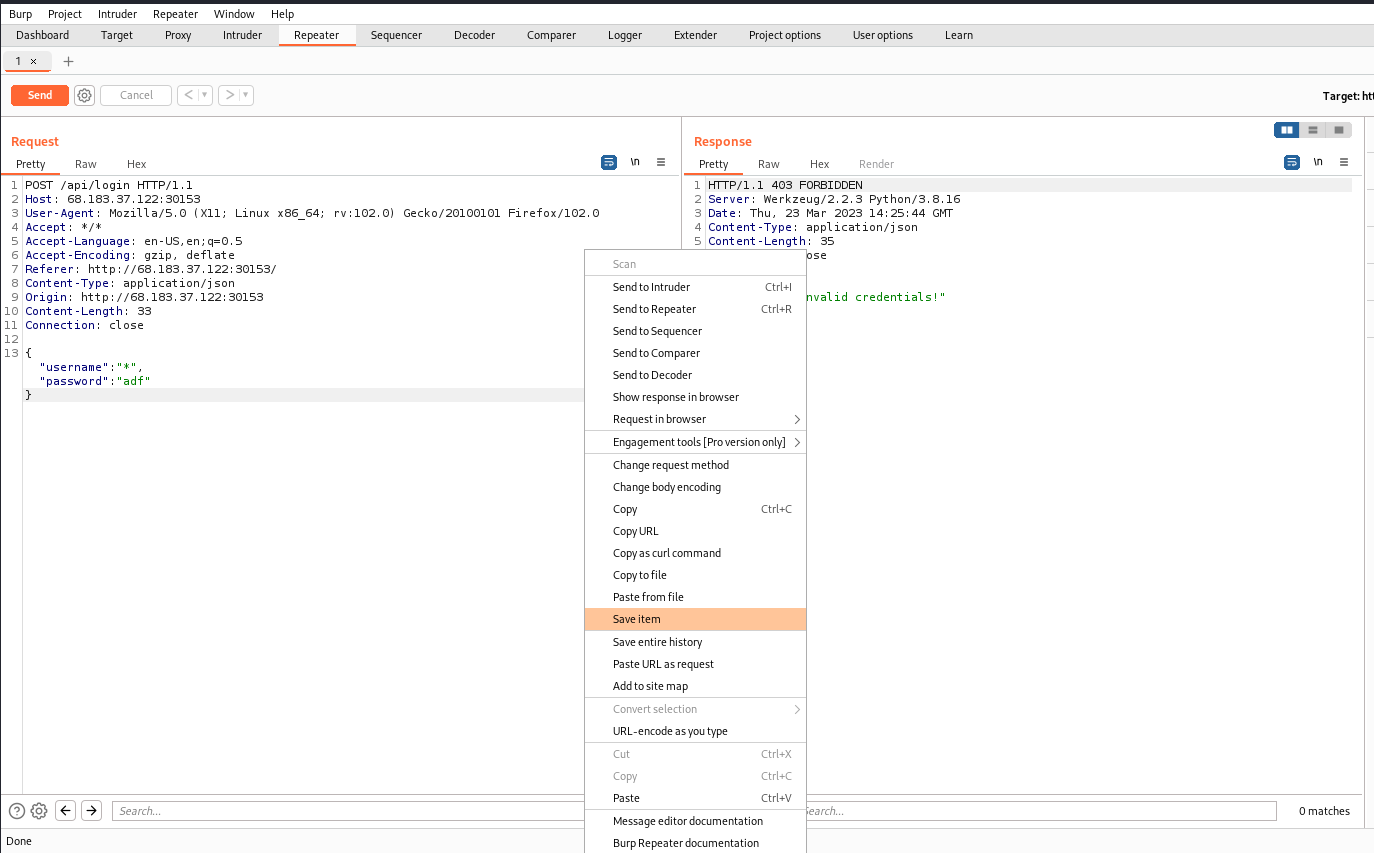 Burp Project Intruder Repeater Window Help
Dashboard Target Proxy Intruder Repeater Sequencer Decoder Comparer Logger Extender Project options User options Learn
1 × +
Send Cancel < ▼ > ▼
Target: htt
Request
Pretty Raw Hex \n
1 POST /api/login HTTP/1.1
2 Host: 68.183.37.122:30153
3 User-Agent: Mozilla/5.0 (X11; Linux x86_64; rv:102.0) Gecko/20100101 Firefox/102.0
4 Accept: */*
5 Accept-Language: en-US,en;q=0.5
6 Accept-Encoding: gzip, deflate
7 Referer: http://68.183.37.122:30153/
8 Content-Type: application/json
9 Origin: http://68.183.37.122:30153
10 Content-Length: 33
11 Connection: close
12
13 {
"username":"*",
"password":"adf"
}
Response
Pretty Raw Hex Render \n
1 HTTP/1.1 403 FORBIDDEN
2 Server: Werkzeug/2.2.3 Python/3.8.16
3 Date: Thu, 23 Mar 2023 14:25:44 GMT
4 Content-Type: application/json
5 Content-Length: 35
ose
nvalid credentials!"
Scan
Send to Intruder Ctrl+I
Send to Repeater Ctrl+R
Send to Sequencer
Send to Comparer
Send to Decoder
Show response in browser
Request in browser >
Engagement tools [Pro version only] >
Change request method
Change body encoding
Copy Ctrl+C
Copy URL
Copy as curl command
Copy to file
Paste from file
Save item
Save entire history
Paste URL as request
Add to site map
Convert selection >
URL-encode as you type
Cut Ctrl+X
Copy Ctrl+C
Paste Ctrl+V
Message editor documentation
Burp Repeater documentation
? ← → Search...
earch... 0 matches
Done